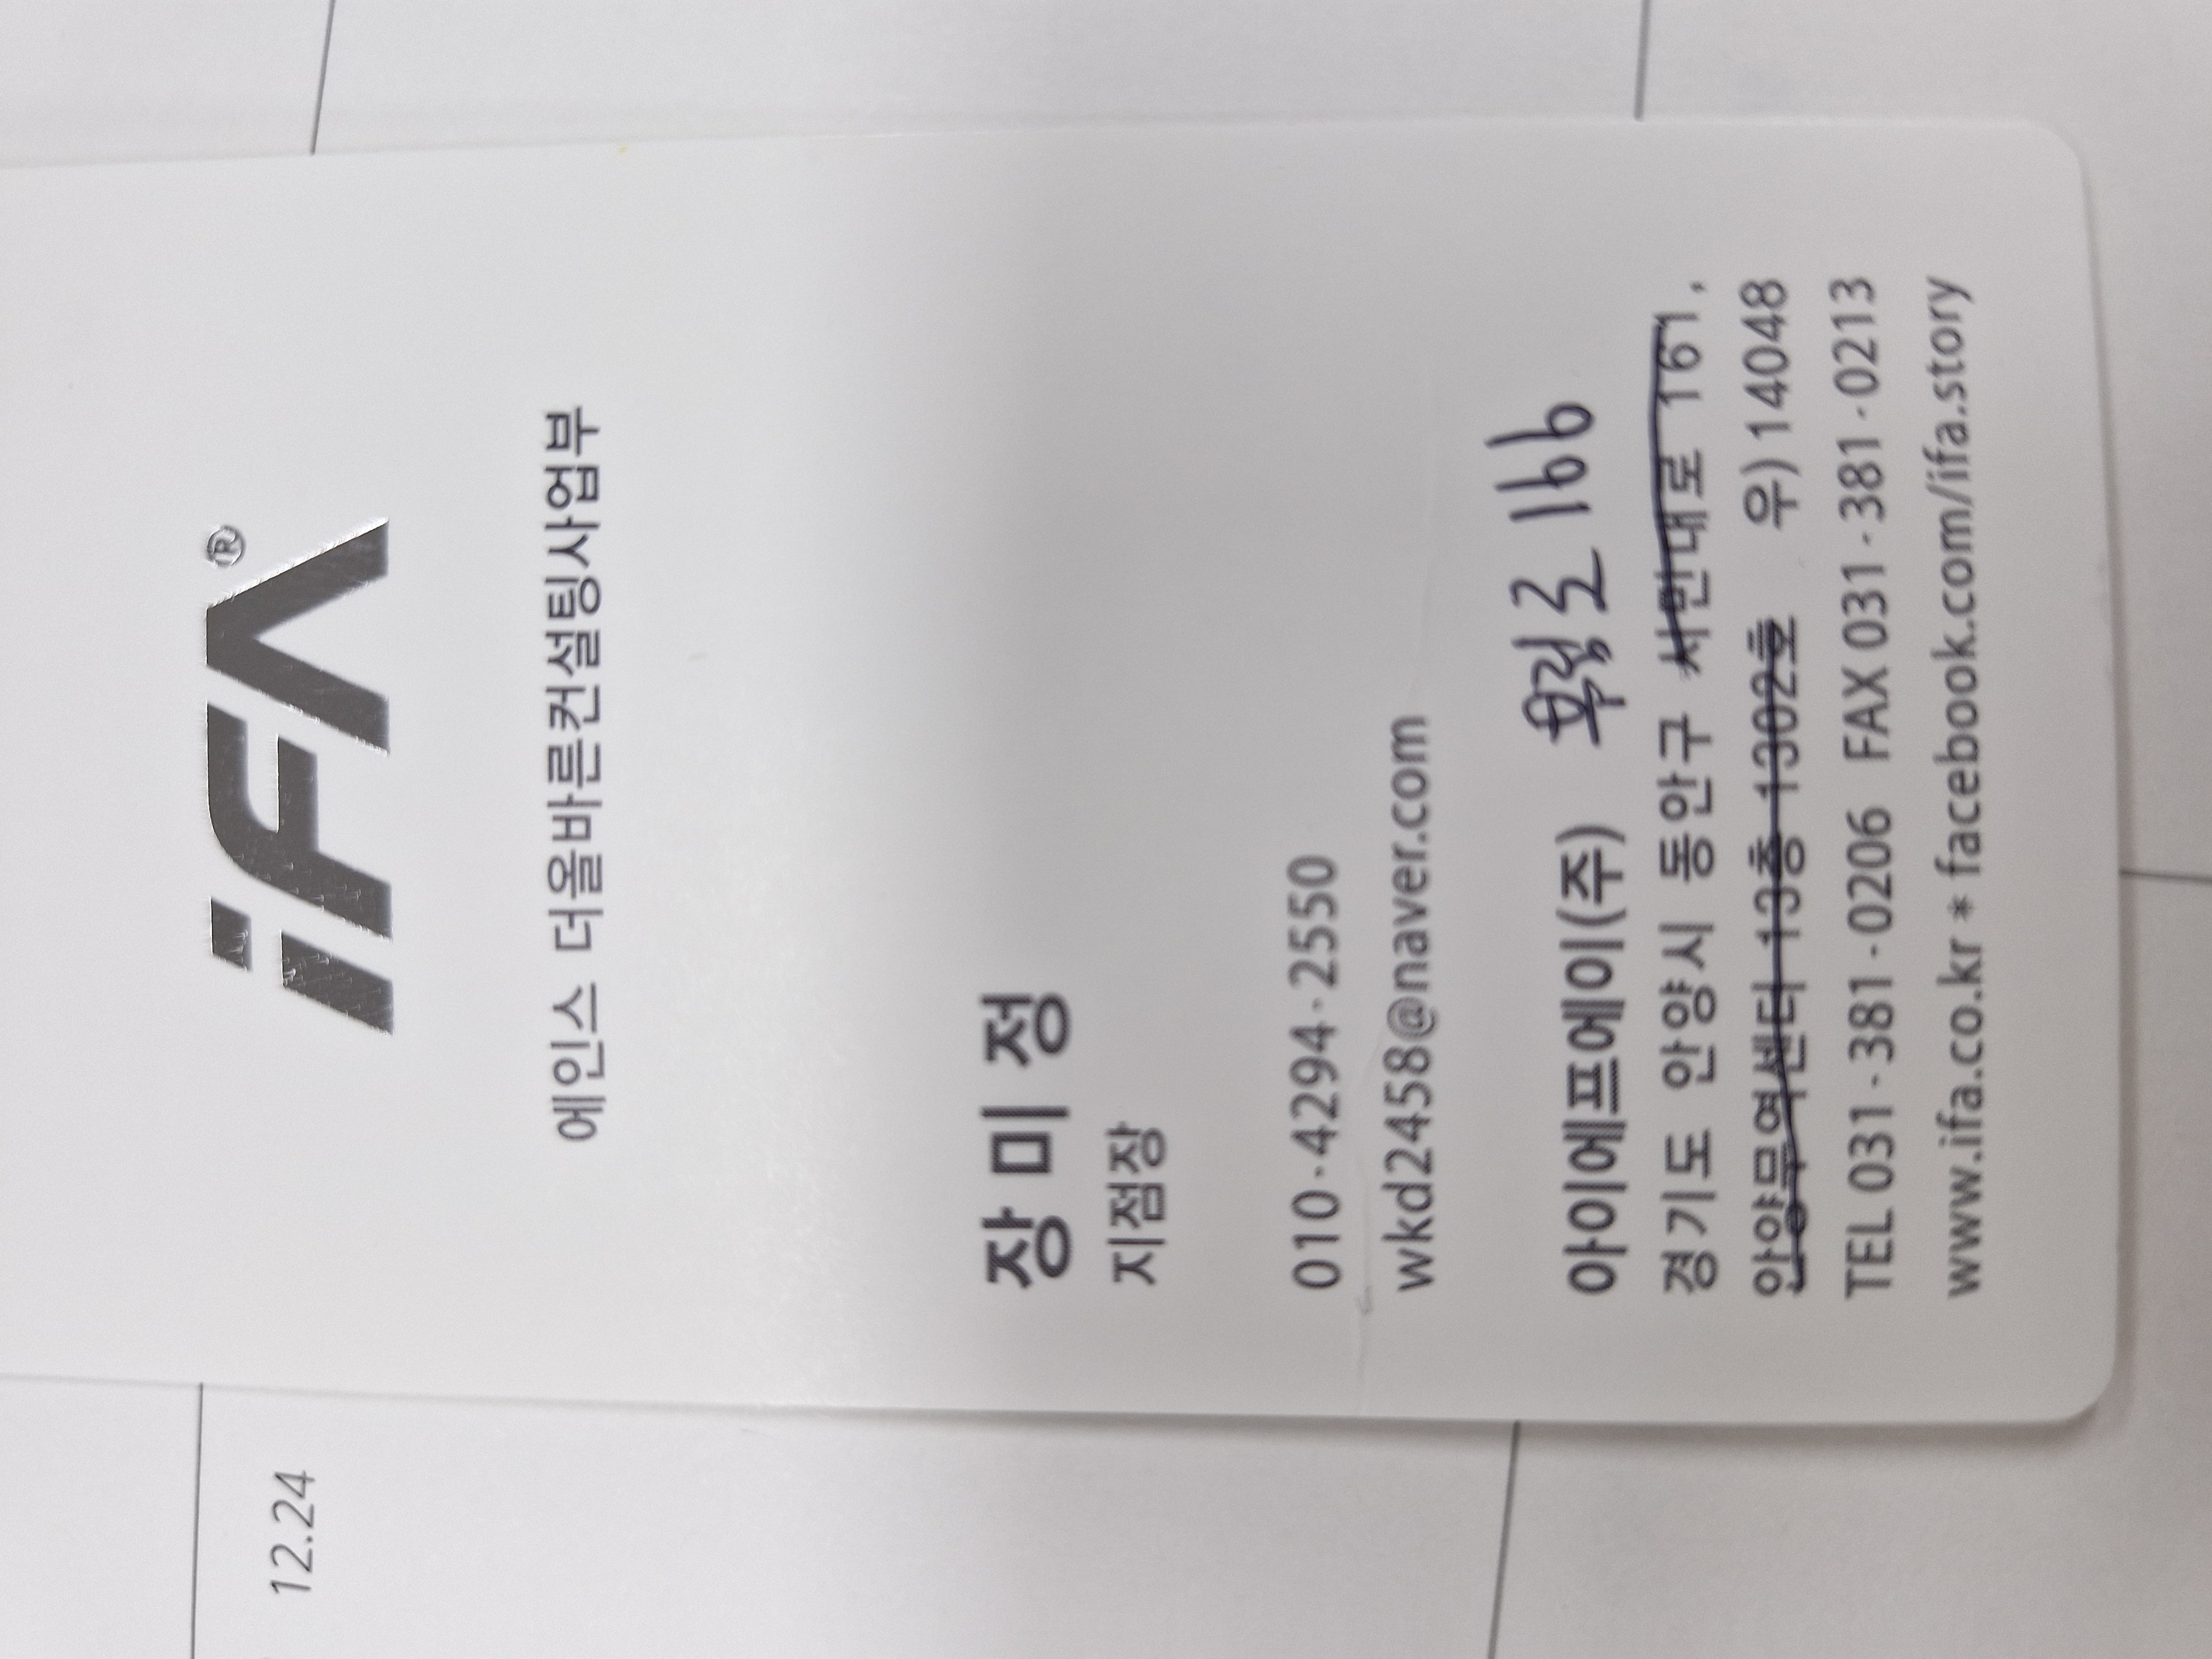 iFA®
에인스 더올바른컨설팅사업부
장미정
지점장
010·4294·2550
wkd2458@naver.com
166
아이에프에이(주)
경기도 안양시 동안구 시민대로 161,
안양무역센터 13층 1302호 우)14048
TEL 031·381·0206 FAX 031·381·0213
www.ifa.co.kr * facebook.com/ifa.story
12.24